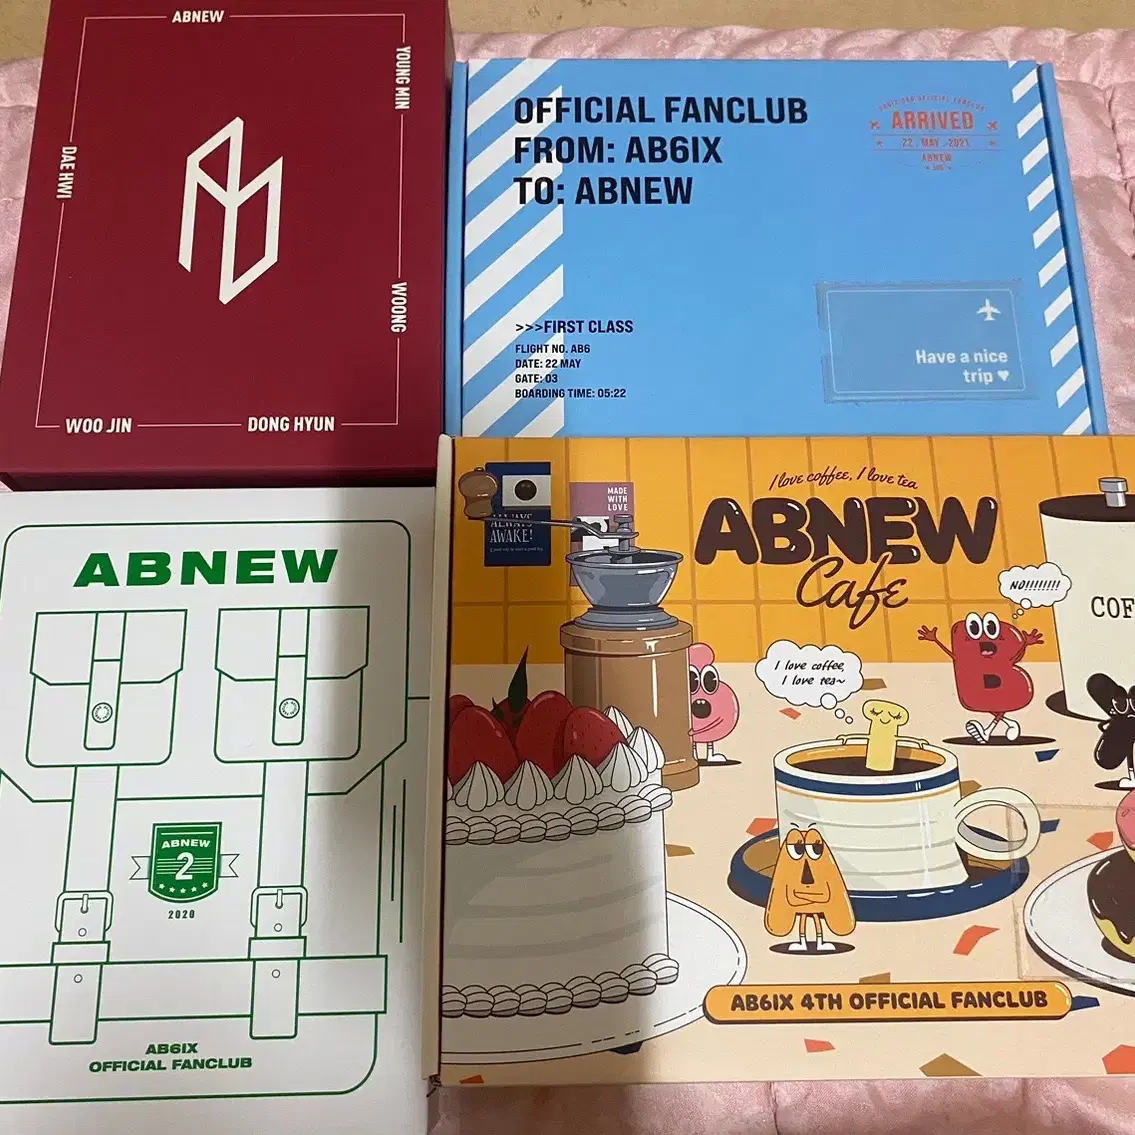 ABNEW
YOUNG MIN
DAE HWI
WOONG
WOO JIN
DONG HYUN
OFFICIAL FANCLUB
FROM: AB6IX
TO: ABNEW
ARRIVED
22 . MAY . 2021
ABNEW
>>>FIRST CLASS
FLIGHT NO. AB6
DATE: 22 MAY
GATE: 03
BOARDING TIME: 05:22
Have a nice
trip ♥
ABNEW
ABNEW
2
2020
AB6IX
OFFICIAL FANCLUB
ALWAYS
AWAKE!
MADE
WITH
LOVE
I love coffee, I love tea
ABNEW
Cafe
NO!!!!!!!!
COF
I love coffee,
I love tea~
B
A
AB6IX 4TH OFFICIAL FANCLUB